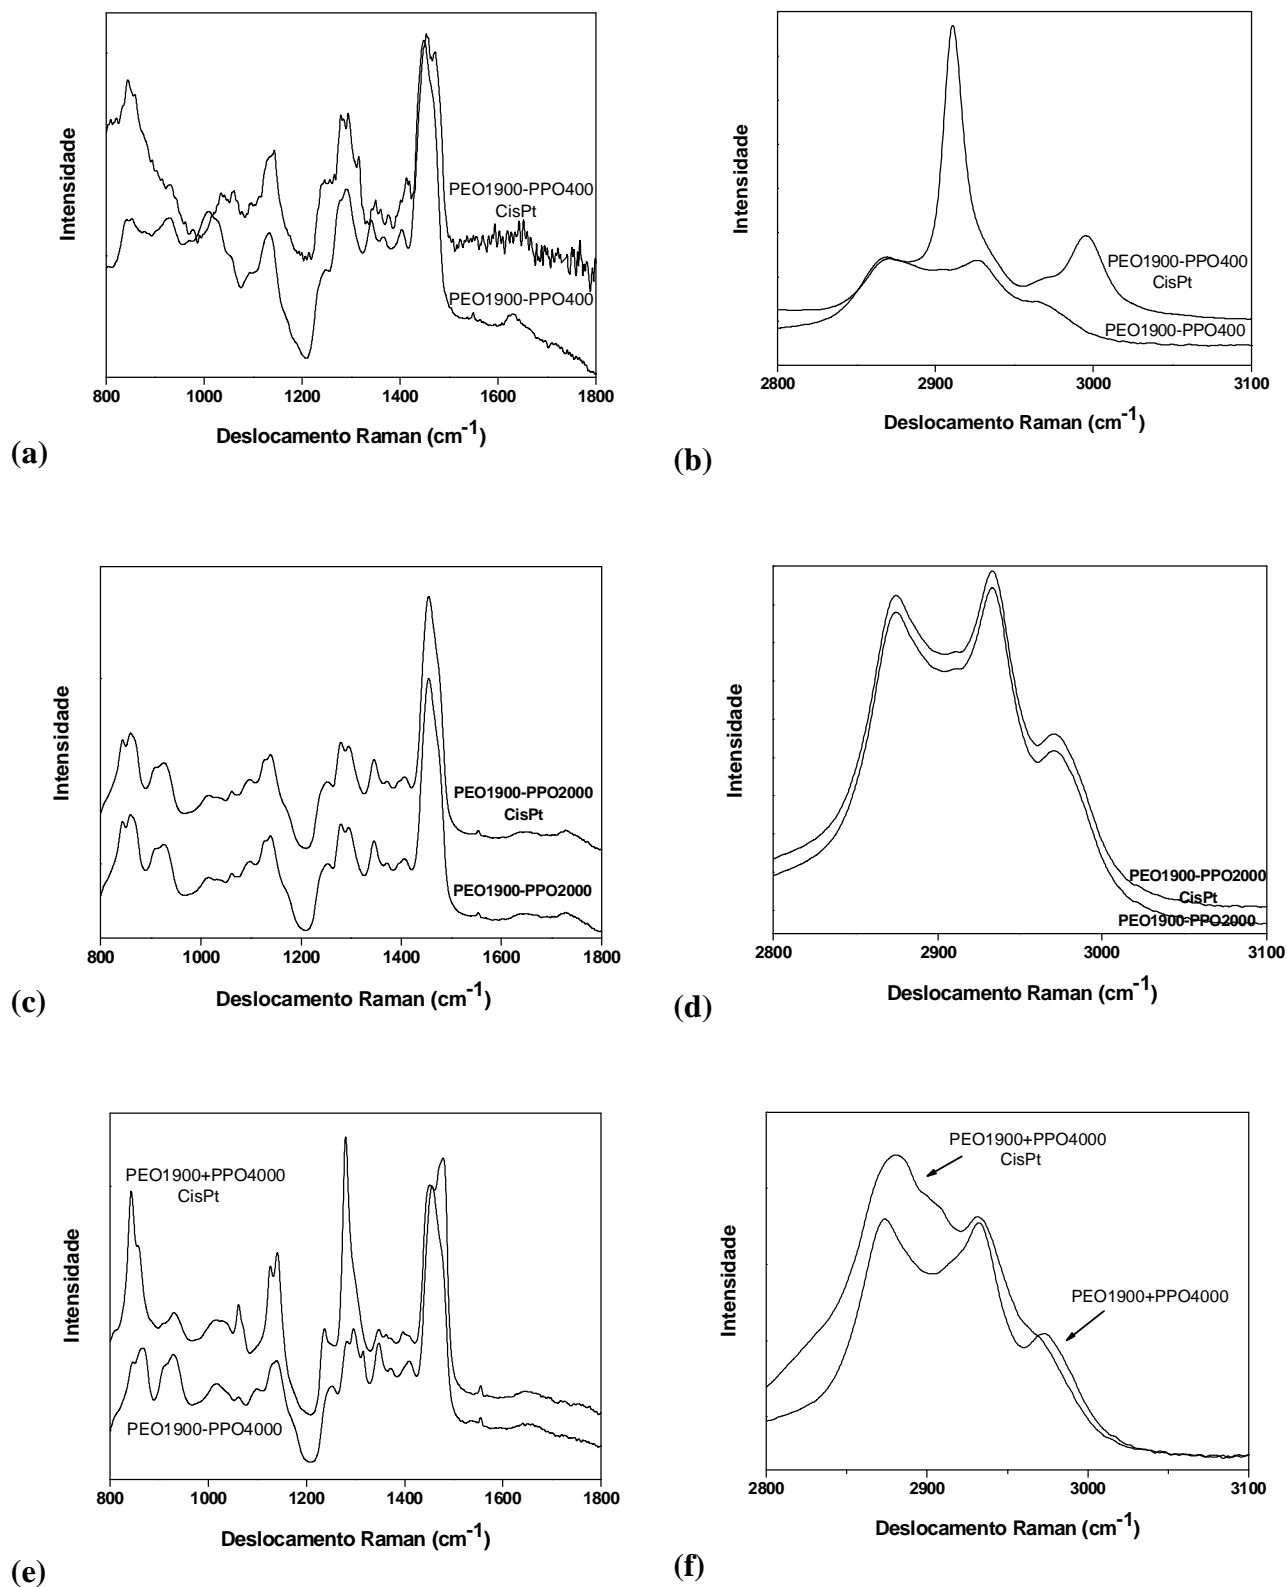 Intensidade
PEO1900-PPO400
CisPt
PEO1900-PPO400
800 1000 1200 1400 1600 1800
Deslocamento Raman (cm-1)
(a)
Intensidade
PEO1900-PPO400
CisPt
PEO1900-PPO400
2800 2900 3000 3100
Deslocamento Raman (cm-1)
(b)
Intensidade
PEO1900-PPO2000
CisPt
PEO1900-PPO2000
800 1000 1200 1400 1600 1800
Deslocamento Raman (cm-1)
(c)
Intensidade
PEO1900-PPO2000
CisPt
PEO1900-PPO2000
2800 2900 3000 3100
Deslocamento Raman (cm-1)
(d)
Intensidade
PEO1900+PPO4000
CisPt
PEO1900-PPO4000
800 1000 1200 1400 1600 1800
Deslocamento Raman (cm-1)
(e)
Intensidade
PEO1900+PPO4000
CisPt
PEO1900+PPO4000
2800 2900 3000 3100
Deslocamento Raman (cm-1)
(f)